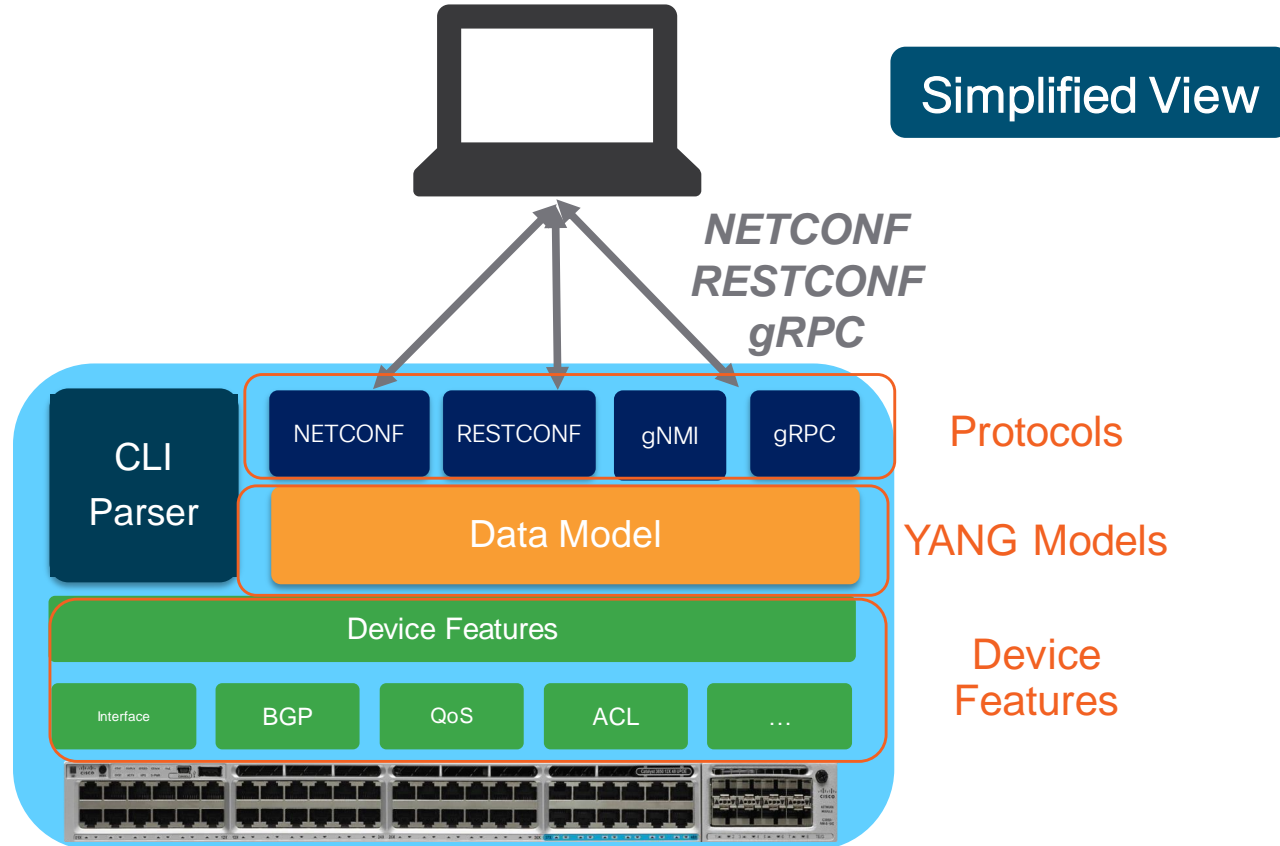 Simplified View
NETCONF
RESTCONF
gRPC
CLI
Parser
NETCONF
RESTCONF
gNMI
gRPC
Protocols
Data Model
YANG Models
Device Features
Device
Features
Interface
BGP
QoS
ACL
...
CISCO